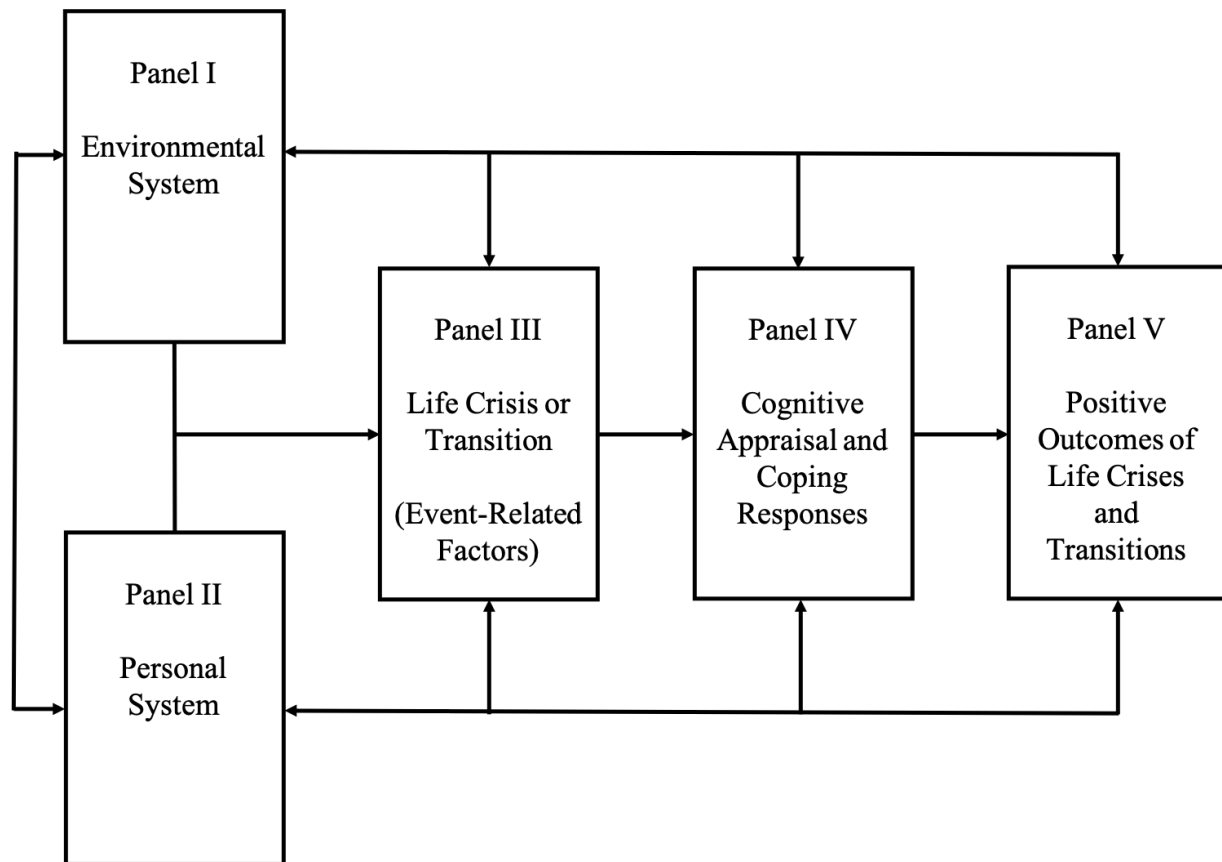 Panel I
Environmental
System
Panel II
Personal
System
Panel III
Life Crisis or
Transition
(Event-Related
Factors)
Panel IV
Cognitive
Appraisal and
Coping
Responses
Panel V
Positive
Outcomes of
Life Crises
and
Transitions